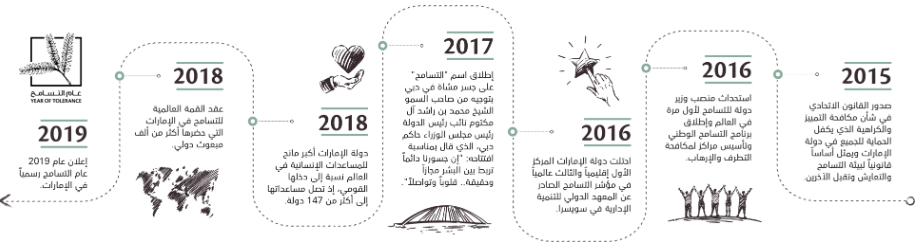 2015
صدور القانون الاتحادي
في شأن مكافحة التمييز
والكراهية الذي يكفل
الحماية للجميع في دولة
الإمارات ويمثل أساساً
قانونياً لبيئة التسامح
والتعايش وتقبل الآخرين.
2016
استحداث منصب وزير
دولة للتسامح لأول مرة
في العالم وإطلاق
برنامج التسامح الوطني
وتأسيس مراكز لمكافحة
التطرف والإرهاب.
2016
احتلت دولة الإمارات المركز
الأول إقليمياً والثالث عالمياً
في مؤشر التسامح الصادر
عن المعهد الدولي للتنمية
الإدارية في سويسرا.
2017
إطلاق اسم "التسامح"
على جسر مشاة في دبي
بتوجيه من صاحب السمو
الشيخ محمد بن راشد آل
مكتوم نائب رئيس الدولة
رئيس مجلس الوزراء حاكم
دبي، الذي قال بمناسبة
افتتاحه: "إن جسورنا دائماً
تربط بين البشر مجازاً
وحقيقة.. قلوباً وتواصلاً".
2018
دولة الإمارات أكبر مانح
للمساعدات الإنسانية في
العالم نسبة إلى دخلها
القومي، إذ تصل مساعداتها
إلى أكثر من 147 دولة.
2018
عقد القمة العالمية
للتسامح في الإمارات
التي حضرها أكثر من ألف
مبعوث دولي.
عام التسامح
YEAR OF TOLERANCE
2019
إعلان عام 2019
عام التسامح رسمياً
في الإمارات.